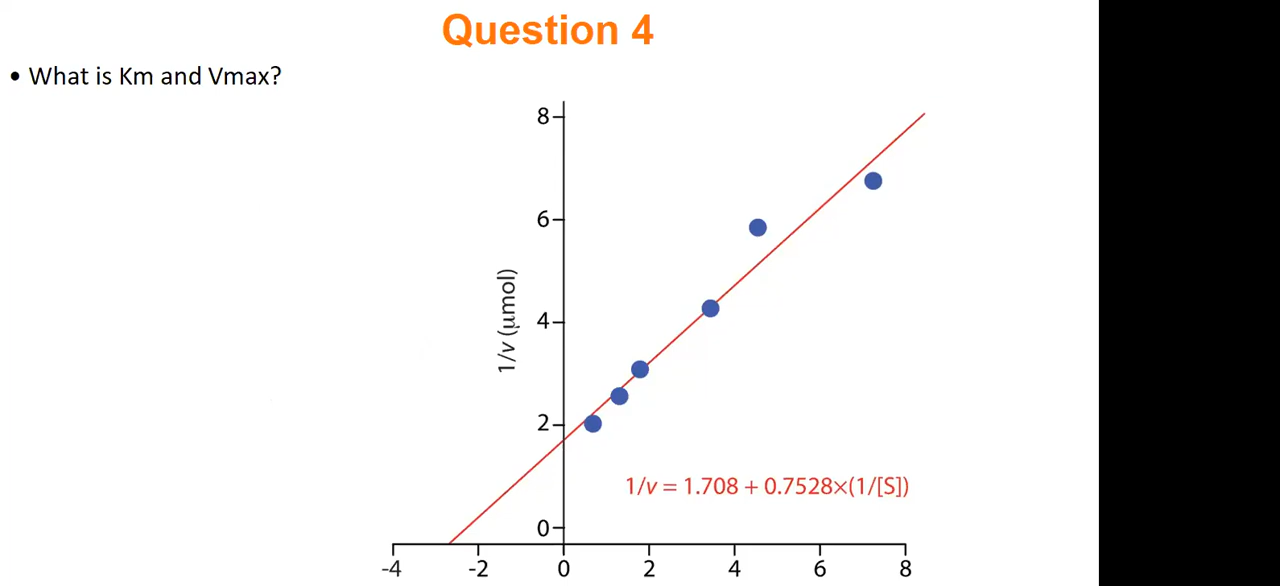 Question 4
• What is Km and Vmax?
8
6
4
2
0
1/v (μmol)
1/v = 1.708 + 0.7528×(1/[S])
-4 -2 0 2 4 6 8